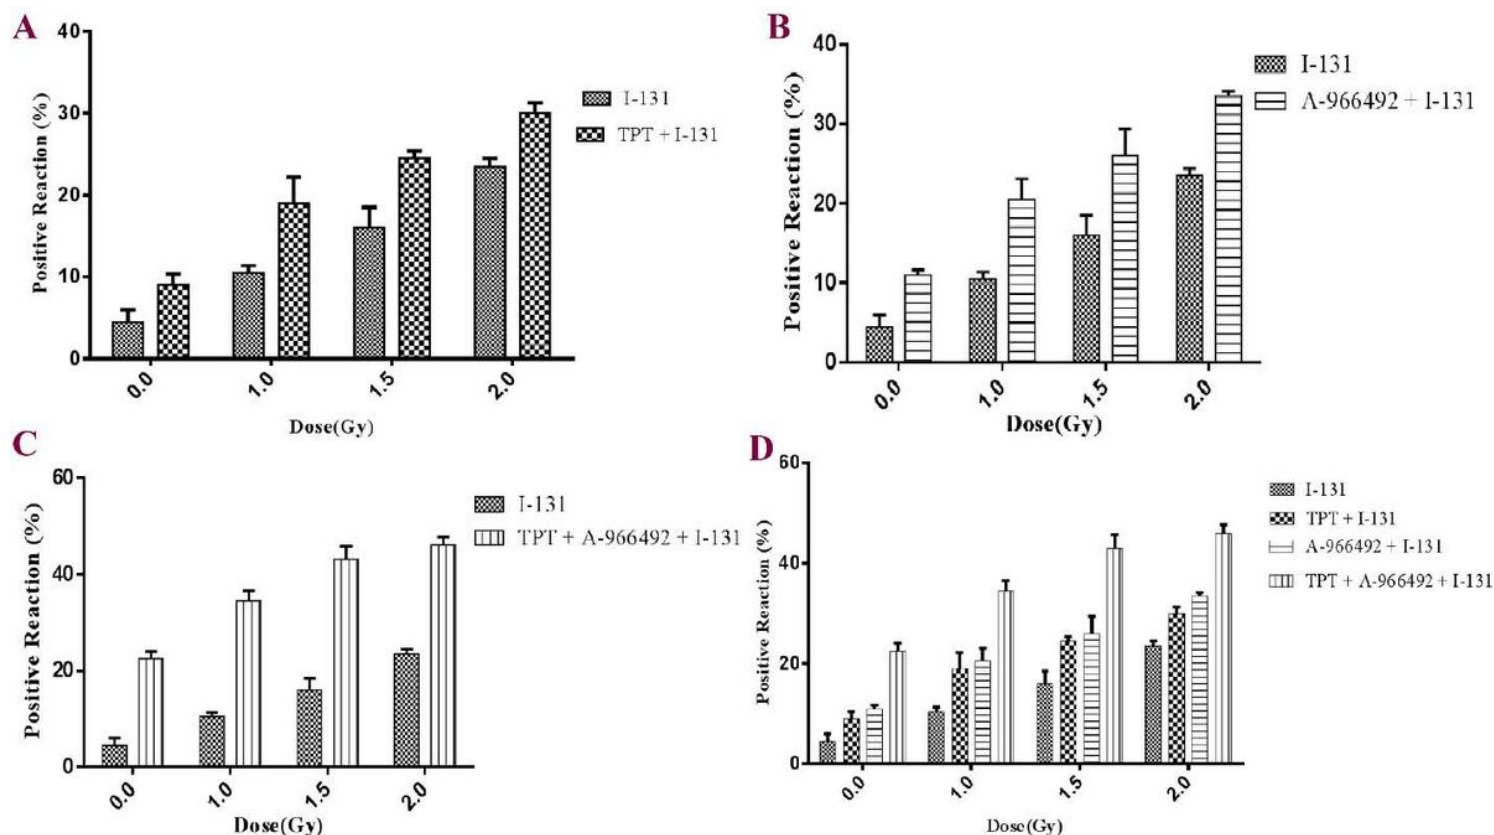 A
Positive Reaction (%)
40
30
20
10
0
0.0
1.0
1.5
2.0
Dose(Gy)
I-131
TPT + I-131
B
Positive Reaction (%)
40
30
20
10
0
0.0
1.0
1.5
2.0
Dose(Gy)
I-131
A-966492 + I-131
C
Positive Reaction (%)
60
40
20
0
0.0
1.0
1.5
2.0
Dose(Gy)
I-131
TPT + A-966492 + I-131
D
Positive Reaction (%)
60
40
20
0
0.0
1.0
1.5
2.0
Dose(Gy)
I-131
TPT + I-131
A-966492 + I-131
TPT + A-966492 + I-131